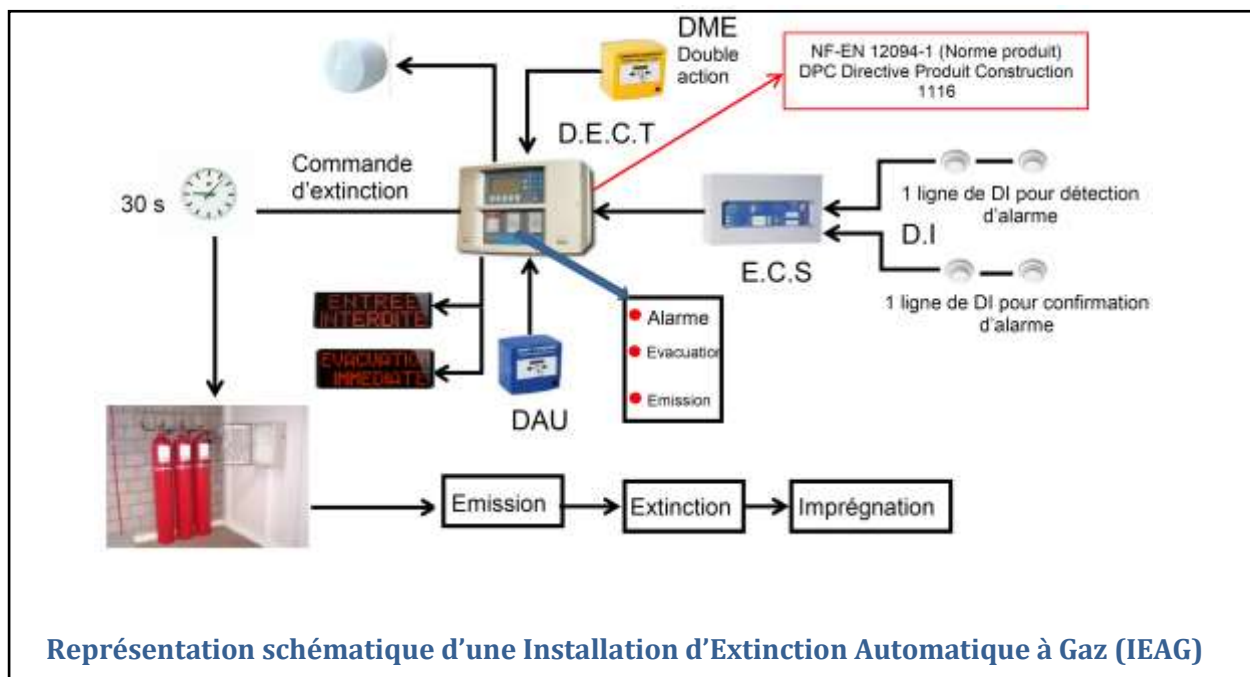 DME
Double
action
NF-EN 12094-1 (Norme produit)
DPC Directive Produit Construction
1116
D.E.C.T
Commande
d'extinction
30 s
1 ligne de DI pour détection
d'alarme
D.I
E.C.S
1 ligne de DI pour confirmation
d'alarme
ENTREE
INTERDITE
EVACUATIO
IMMEDIATE
DAU
Alarme
Evacuation
Emission
Emission
Extinction
Imprégnation
Représentation schématique d'une Installation d'Extinction Automatique à Gaz (IEAG)